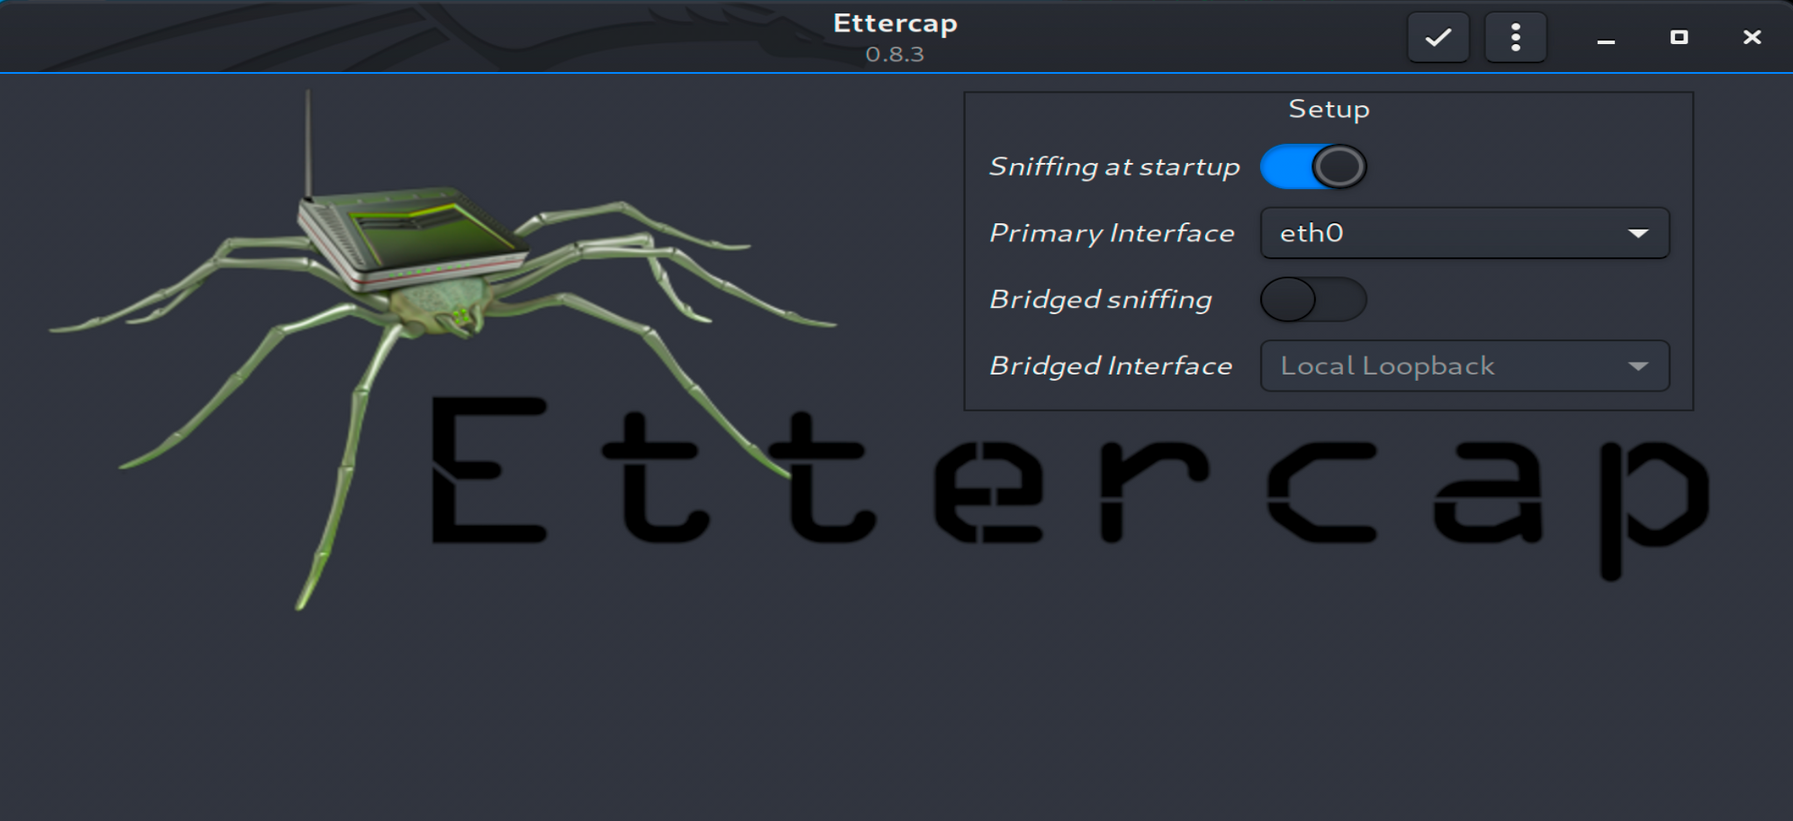 Ettercap
0.8.3
Setup
Sniffing at startup
Primary Interface eth0
Bridged sniffing
Bridged Interface Local Loopback
Ettercap